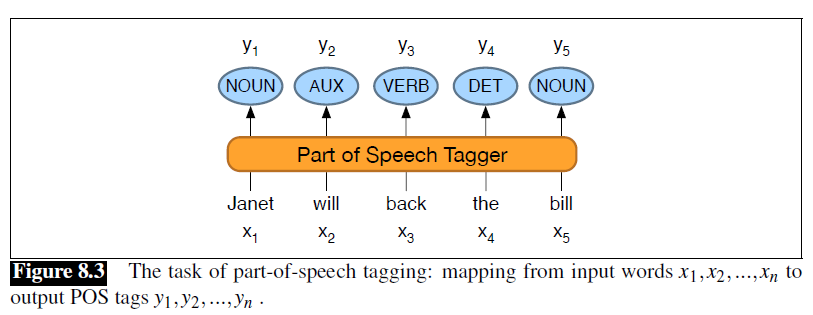 y1 y2 y3 y4 y5
NOUN AUX VERB DET NOUN
Part of Speech Tagger
Janet will back the bill
x1 x2 x3 x4 x5
Figure 8.3 The task of part-of-speech tagging: mapping from input words x1,x2,...,xn to
output POS tags y1,y2,...,yn .